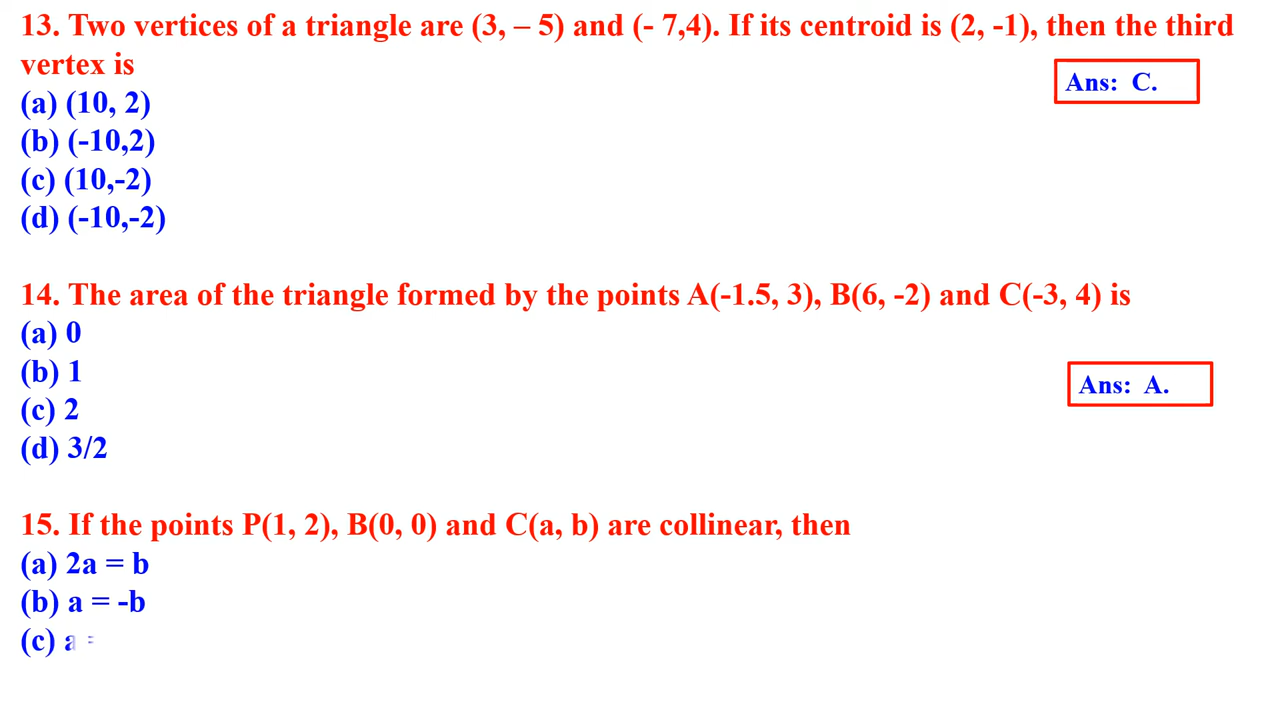 13. Two vertices of a triangle are (3, – 5) and (- 7,4). If its centroid is (2, -1), then the third
vertex is
Ans: C.
(a) (10, 2)
(b) (-10,2)
(c) (10,-2)
(d) (-10,-2)
14. The area of the triangle formed by the points A(-1.5, 3), B(6, -2) and C(-3, 4) is
(a) 0
(b) 1
Ans: A.
(c) 2
(d) 3/2
15. If the points P(1, 2), B(0, 0) and C(a, b) are collinear, then
(a) 2a = b
(b) a = -b
(c) a =